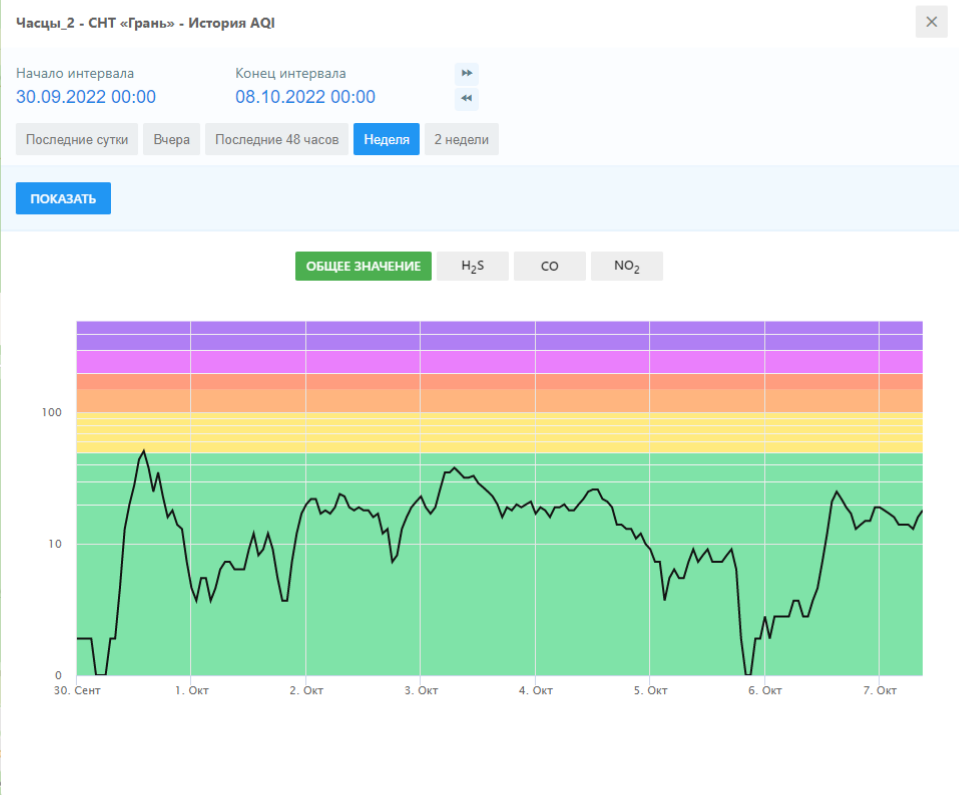 Часцы_2 - СНТ «Грань» - История AQI
Начало интервала Конец интервала
30.09.2022 00:00 08.10.2022 00:00
Последние сутки Вчера Последние 48 часов Неделя 2 недели
ПОКАЗАТЬ
ОБЩЕЕ ЗНАЧЕНИЕ H₂S CO NO₂
100
10
0
30. Сент 1. Окт 2. Окт 3. Окт 4. Окт 5. Окт 6. Окт 7. Окт